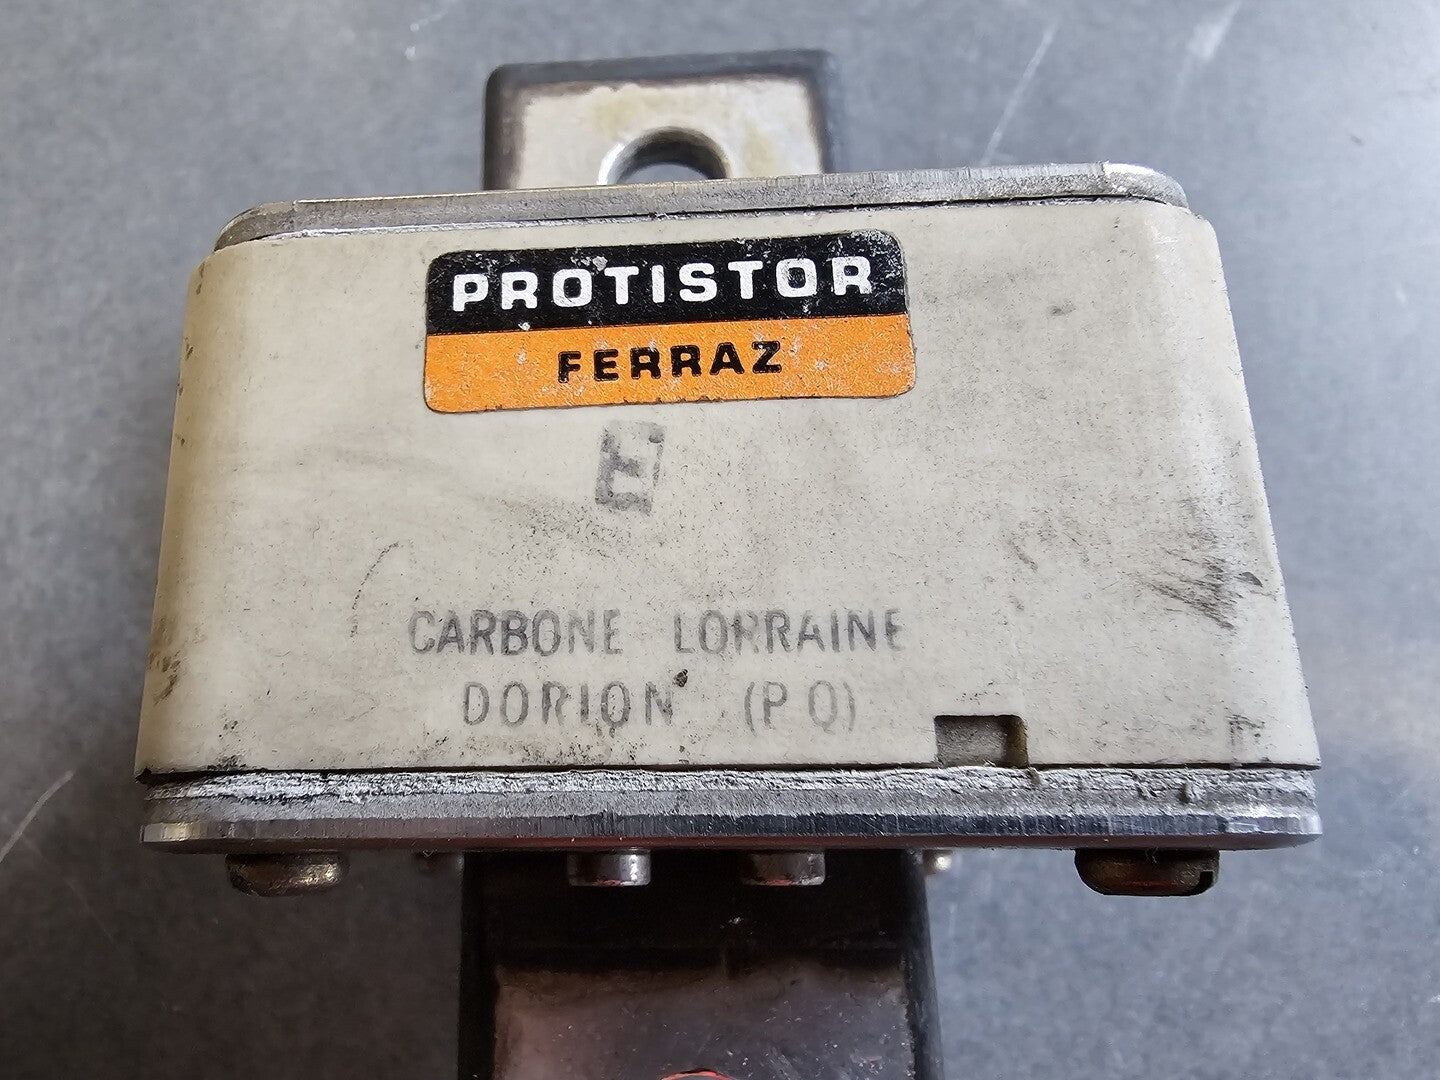 PROTISTOR
FERRAZ
CARBONE LORRAINE
DORION (P Q)